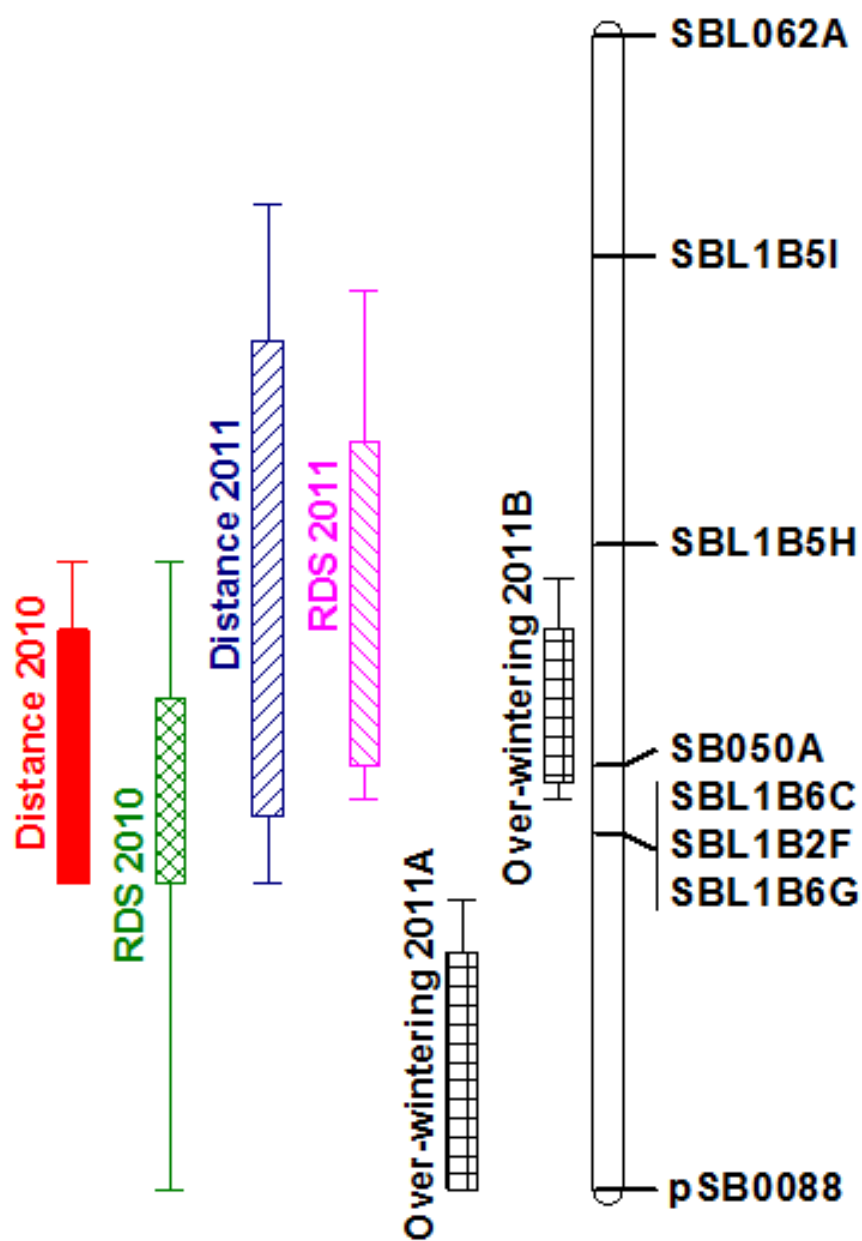 Distance 2010
RDS 2010
Distance 2011
RDS 2011
Over-wintering 2011A
Over-wintering 2011B
SBL062A
SBL1B5I
SBL1B5H
SB050A
SBL1B6C
SBL1B2F
SBL1B6G
pSB0088